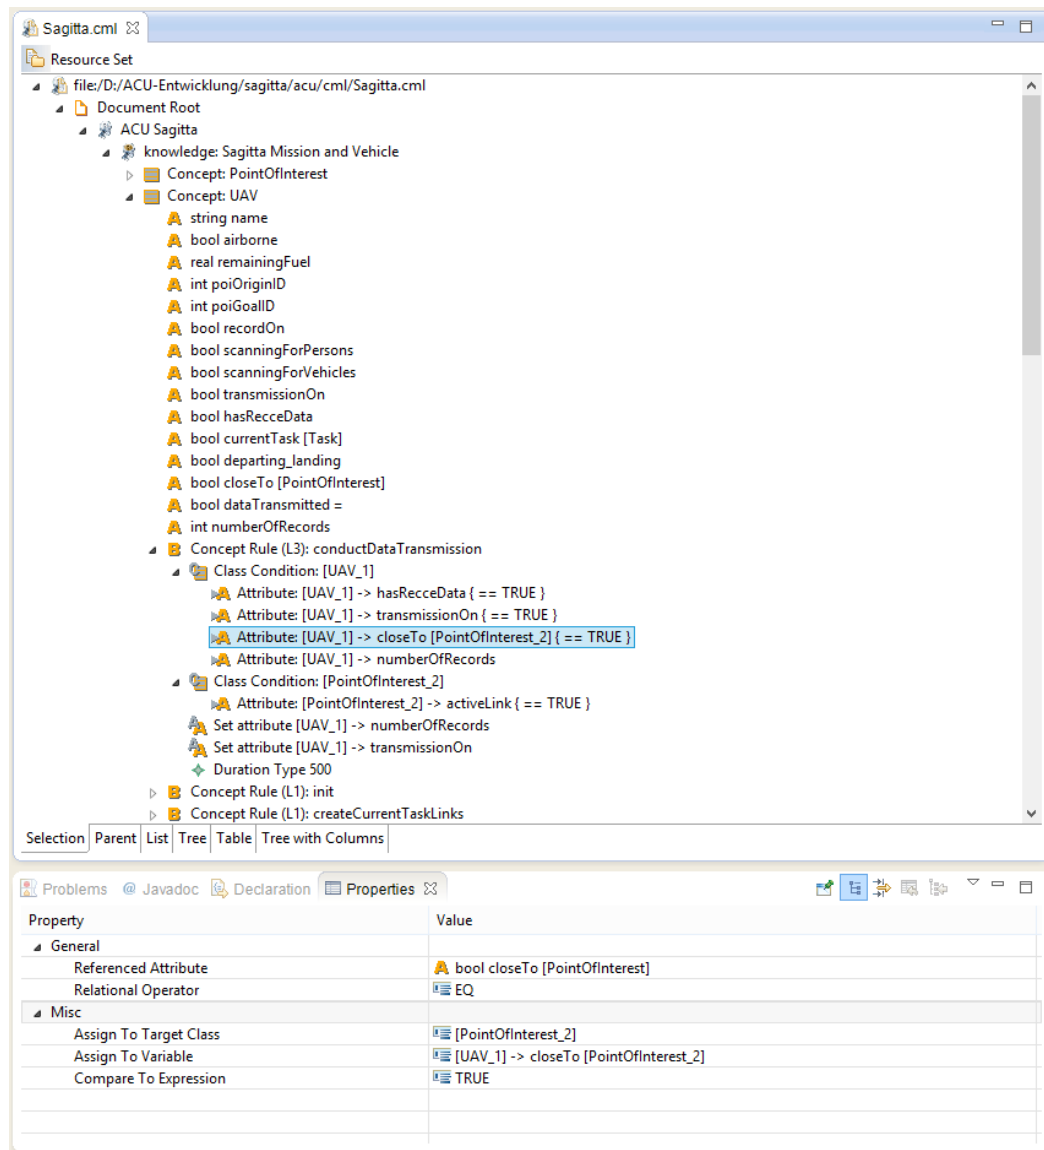 Sagitta.cml
Resource Set
file:/D:/ACU-Entwicklung/sagitta/acu/cml/Sagitta.cml
Document Root
ACU Sagitta
knowledge: Sagitta Mission and Vehicle
Concept: PointOfInterest
Concept: UAV
A string name
A bool airborne
A real remainingFuel
A int poiOriginID
A int poiGoalID
A bool recordOn
A bool scanningForPersons
A bool scanningForVehicles
A bool transmissionOn
A bool hasRecceData
A bool currentTask [Task]
A bool departing_landing
A bool closeTo [PointOfInterest]
A bool dataTransmitted =
A int numberOfRecords
B Concept Rule (L3): conductDataTransmission
Class Condition: [UAV_1]
A Attribute: [UAV_1] -> hasRecceData { == TRUE }
A Attribute: [UAV_1] -> transmissionOn { == TRUE }
A Attribute: [UAV_1] -> closeTo [PointOfInterest_2] { == TRUE }
A Attribute: [UAV_1] -> numberOfRecords
Class Condition: [PointOfInterest_2]
A Attribute: [PointOfInterest_2] -> activeLink { == TRUE }
Set attribute [UAV_1] -> numberOfRecords
Set attribute [UAV_1] -> transmissionOn
Duration Type 500
B Concept Rule (L1): init
B Concept Rule (L1): createCurrentTaskLinks
Selection Parent List Tree Table Tree with Columns
Problems @ Javadoc Declaration Properties
Property Value
General
Referenced Attribute A bool closeTo [PointOfInterest]
Relational Operator EQ
Misc
Assign To Target Class [PointOfInterest_2]
Assign To Variable [UAV_1] -> closeTo [PointOfInterest_2]
Compare To Expression TRUE